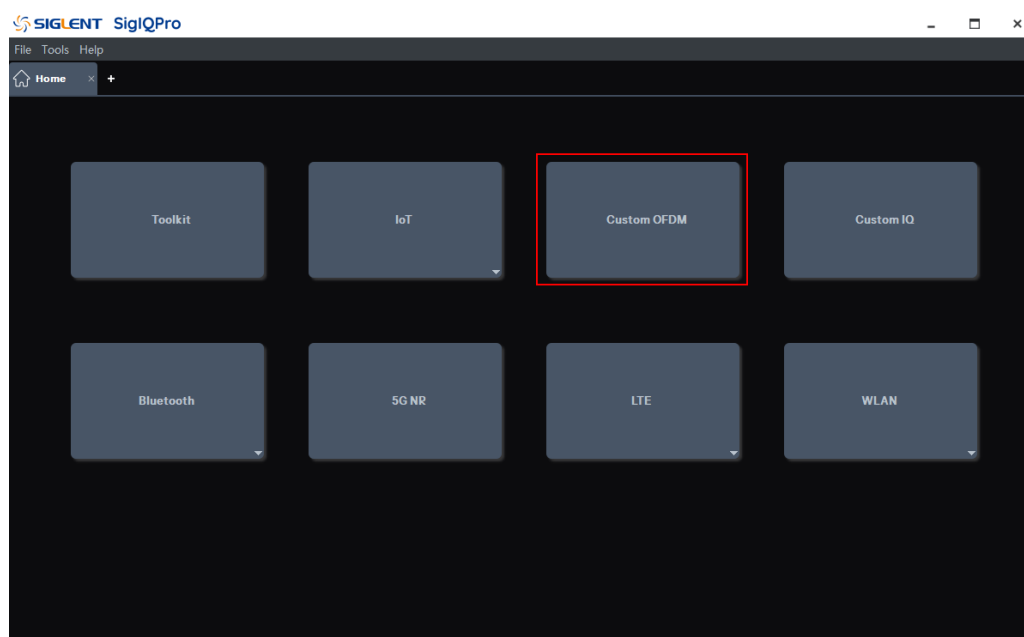 SIGLENT SigIQPro
File Tools Help
Home × +
Toolkit
IoT
Custom OFDM
Custom IQ
Bluetooth
5G NR
LTE
WLAN